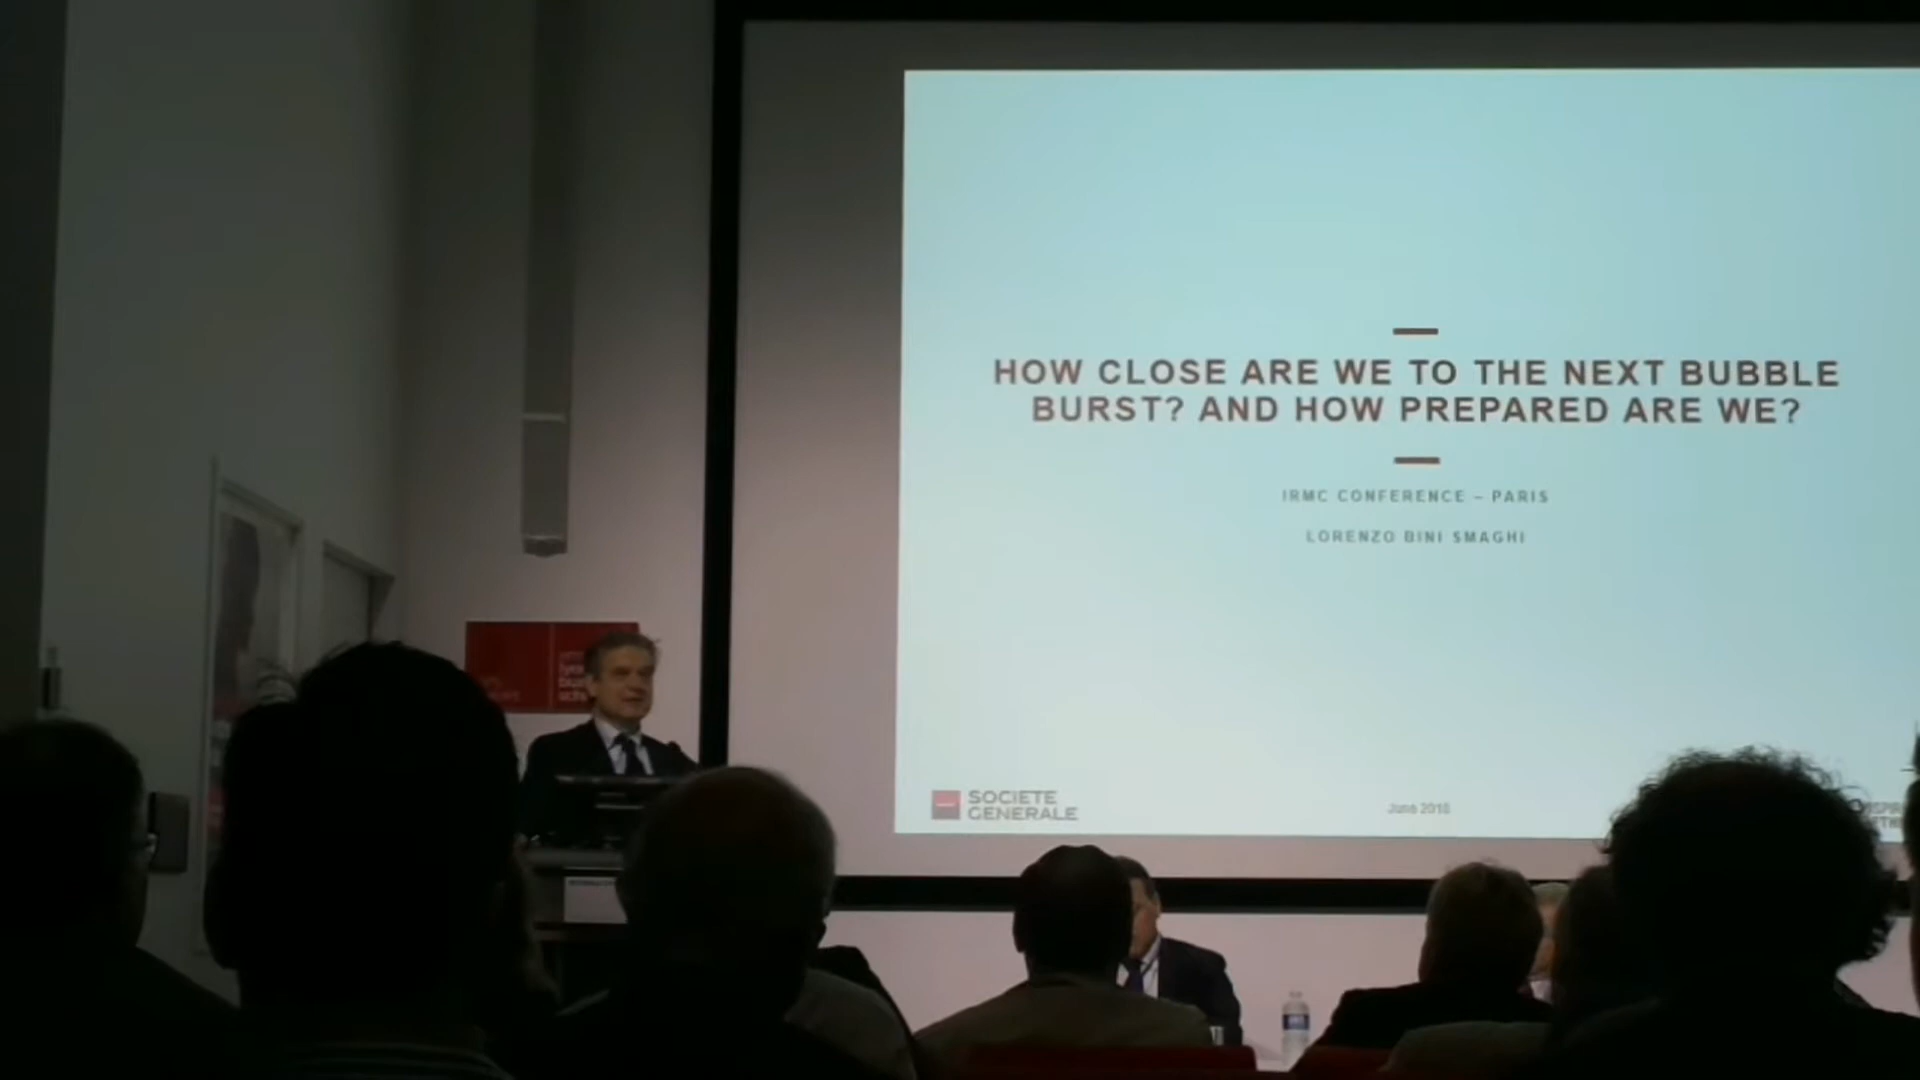 HOW CLOSE ARE WE TO THE NEXT BUBBLE
BURST? AND HOW PREPARED ARE WE?
IRMC CONFERENCE – PARIS
LORENZO BINI SMAGHI
SOCIETE
GENERALE
June 2018